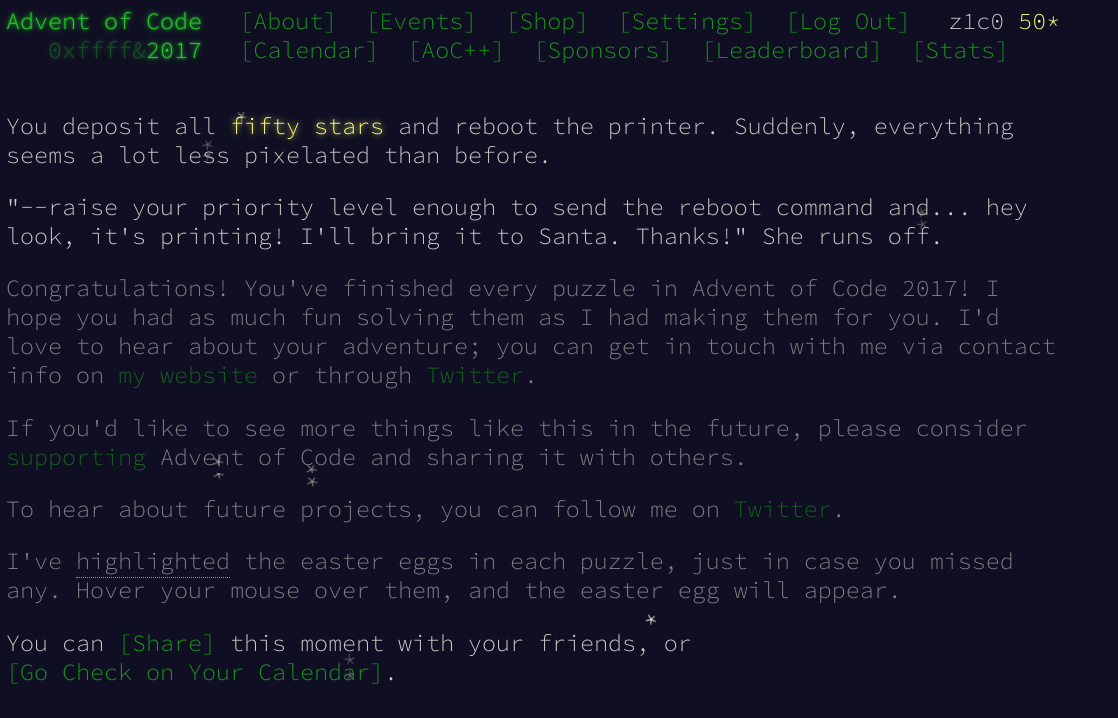 Advent of Code [About] [Events] [Shop] [Settings] [Log Out] z1c0 50*
0xffff&2017 [Calendar] [AoC++] [Sponsors] [Leaderboard] [Stats]
You deposit all fifty stars and reboot the printer. Suddenly, everything
seems a lot less pixelated than before.
"--raise your priority level enough to send the reboot command and... hey
look, it's printing! I'll bring it to Santa. Thanks!" She runs off.
Congratulations! You've finished every puzzle in Advent of Code 2017! I
hope you had as much fun solving them as I had making them for you. I'd
love to hear about your adventure; you can get in touch with me via contact
info on my website or through Twitter.
If you'd like to see more things like this in the future, please consider
supporting Advent of Code and sharing it with others.
To hear about future projects, you can follow me on Twitter.
I've highlighted the easter eggs in each puzzle, just in case you missed
any. Hover your mouse over them, and the easter egg will appear.
You can [Share] this moment with your friends, or
[Go Check on Your Calendar].